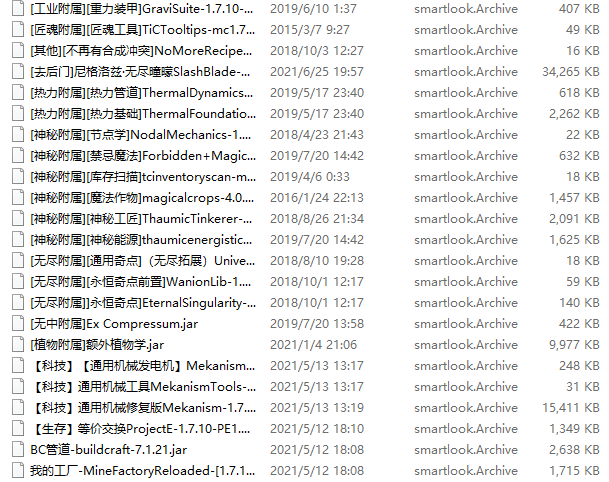 [工业附属][重力装甲]GraviSuite-1.7.10-... 2019/6/10 1:37 smartlook.Archive 407 KB
[匠魂附属][匠魂工具]TiCTooltips-mc1.7... 2015/3/7 9:27 smartlook.Archive 49 KB
[其他][不再有合成冲突]NoMoreRecipe... 2018/10/3 12:27 smartlook.Archive 16 KB
[去后门]尼格洛兹·无尽曈曚SlashBlade-... 2021/6/25 19:57 smartlook.Archive 34,265 KB
[热力附属][热力管道]ThermalDynamics... 2019/5/17 23:40 smartlook.Archive 618 KB
[热力附属][热力基础]ThermalFoundatio... 2019/5/17 23:40 smartlook.Archive 2,262 KB
[神秘附属][节点学]NodalMechanics-1.... 2018/4/23 21:43 smartlook.Archive 22 KB
[神秘附属][禁忌魔法]Forbidden+Magic... 2019/7/20 14:42 smartlook.Archive 632 KB
[神秘附属][库存扫描]tcinventoryscan-m... 2019/4/6 0:33 smartlook.Archive 18 KB
[神秘附属][魔法作物]magicalcrops-4.0.... 2016/1/24 22:13 smartlook.Archive 1,457 KB
[神秘附属][神秘工匠]ThaumicTinkerer-... 2018/8/26 21:34 smartlook.Archive 2,091 KB
[神秘附属][神秘能源]thaumicenergistic... 2019/7/20 14:42 smartlook.Archive 1,625 KB
[无尽附属][通用奇点]（无尽拓展）Unive... 2018/8/10 19:28 smartlook.Archive 18 KB
[无尽附属][永恒奇点前置]WanionLib-1.... 2018/10/1 12:17 smartlook.Archive 59 KB
[无尽附属]]永恒奇点]EternalSingularity-... 2018/10/1 12:17 smartlook.Archive 140 KB
[无中附属]Ex Compressum.jar 2019/7/20 13:58 smartlook.Archive 422 KB
[植物附属]额外植物学.jar 2021/1/4 21:06 smartlook.Archive 9,977 KB
【科技】【通用机械发电机】Mekanism... 2021/5/13 13:17 smartlook.Archive 248 KB
【科技】通用机械工具MekanismTools-... 2021/5/13 13:17 smartlook.Archive 31 KB
【科技】通用机械修复版Mekanism-1.7.... 2021/5/13 13:19 smartlook.Archive 15,411 KB
【生存】等价交换ProjectE-1.7.10-PE1.... 2021/5/12 18:10 smartlook.Archive 1,349 KB
BC管道-buildcraft-7.1.21.jar 2021/5/12 18:08 smartlook.Archive 2,638 KB
我的工厂-MineFactoryReloaded-[1.7.1... 2021/5/12 18:08 smartlook.Archive 1,715 KB